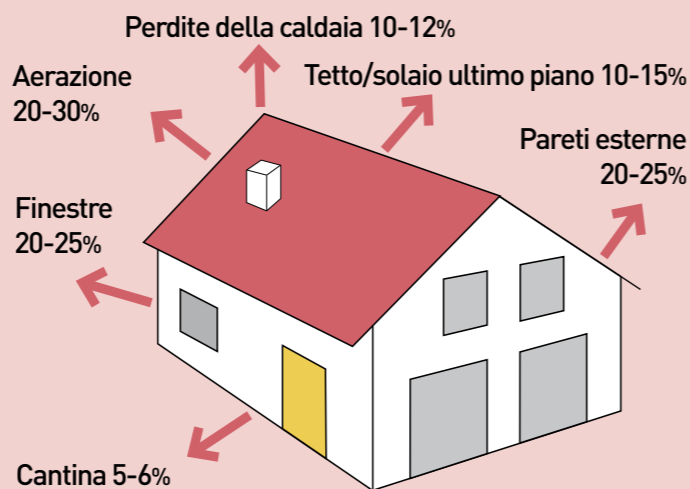 Perdite della caldaia 10-12%
Aerazione
20-30%
Tetto/solaio ultimo piano 10-15%
Pareti esterne
20-25%
Finestre
20-25%
Cantina 5-6%